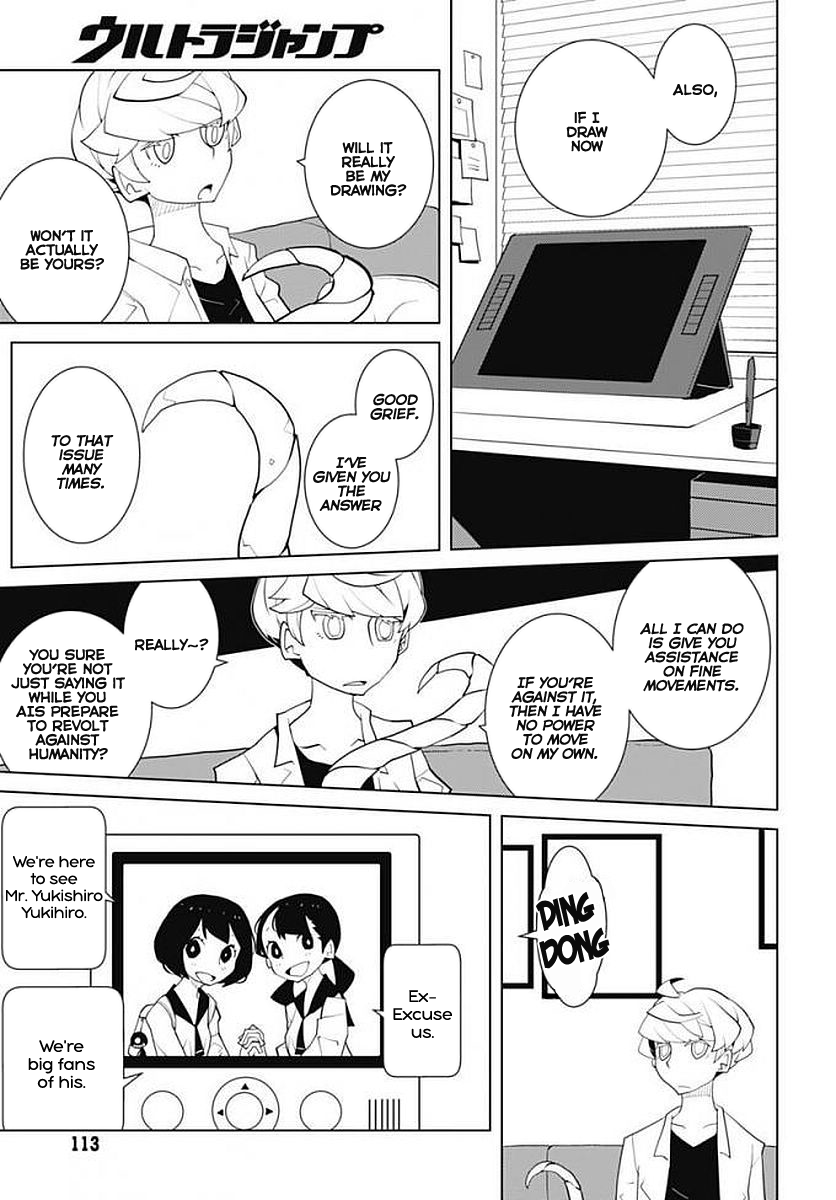 ウルトラジャンプ
ALSO,
IF I
DRAW
NOW
WILL IT
REALLY
BE MY
DRAWING?
WON'T IT
ACTUALLY
BE YOURS?
GOOD
GRIEF.
I'VE
GIVEN YOU
THE
ANSWER
TO THAT
ISSUE
MANY
TIMES.
ALL I CAN DO
IS GIVE YOU
ASSISTANCE
ON FINE
MOVEMENTS.
IF YOU'RE
AGAINST IT,
THEN I HAVE
NO POWER
TO MOVE
ON MY OWN.
REALLY~?
YOU SURE
YOU'RE NOT
JUST SAYING IT
WHILE YOU
AIS PREPARE
TO REVOLT
AGAINST
HUMANITY?
DING
DONG
Ex-
Excuse
us.
We're here
to see
Mr. Yukishiro
Yukihiro.
We're
big fans
of his.
113